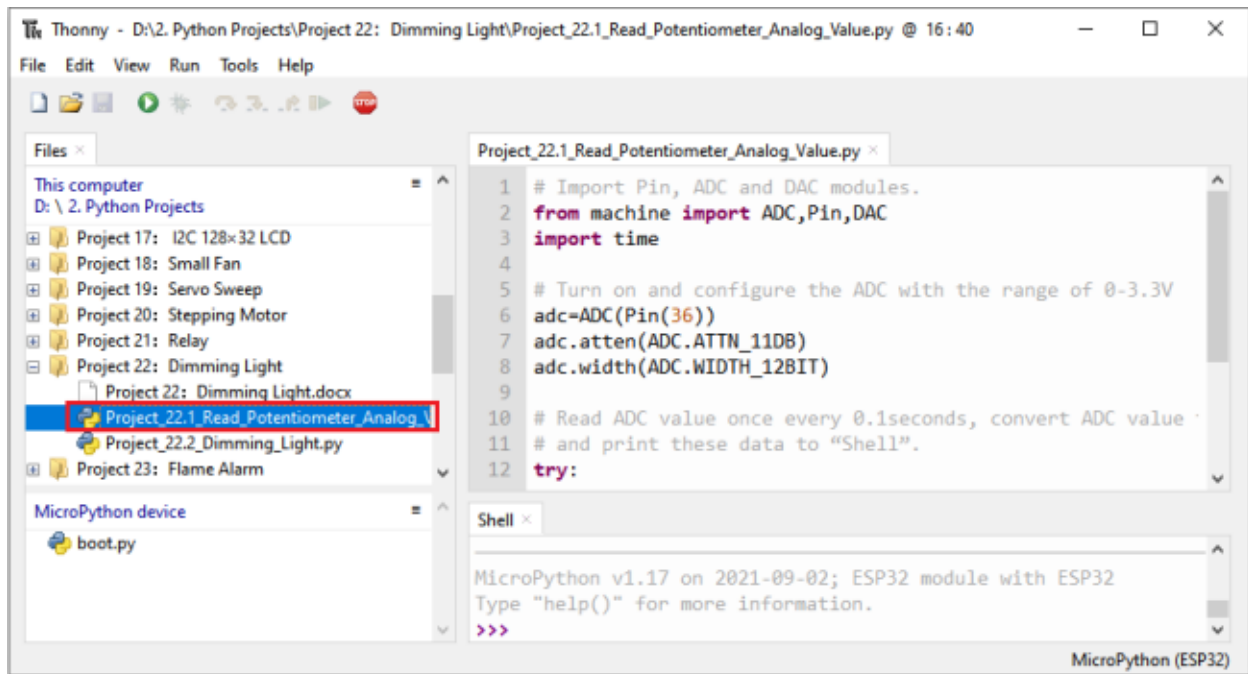 Thonny - D:\2. Python Projects\Project 22: Dimming Light\Project_22.1_Read_Potentiometer_Analog_Value.py @ 16:40
File Edit View Run Tools Help
STOP
Files
This computer
D: \ 2. Python Projects
Project 17: I2C 128×32 LCD
Project 18: Small Fan
Project 19: Servo Sweep
Project 20: Stepping Motor
Project 21: Relay
Project 22: Dimming Light
Project 22: Dimming Light.docx
Project_22.1_Read_Potentiometer_Analog_
Project_22.2_Dimming_Light.py
Project 23: Flame Alarm
MicroPython device
boot.py
Project_22.1_Read_Potentiometer_Analog_Value.py
1 # Import Pin, ADC and DAC modules.
2 from machine import ADC,Pin,DAC
3 import time
4
5 # Turn on and configure the ADC with the range of 0-3.3V
6 adc=ADC(Pin(36))
7 adc.atten(ADC.ATTN_11DB)
8 adc.width(ADC.WIDTH_12BIT)
9
10 # Read ADC value once every 0.1seconds, convert ADC value
11 # and print these data to “Shell”.
12 try:
Shell
MicroPython v1.17 on 2021-09-02; ESP32 module with ESP32
Type "help()" for more information.
>>>
MicroPython (ESP32)